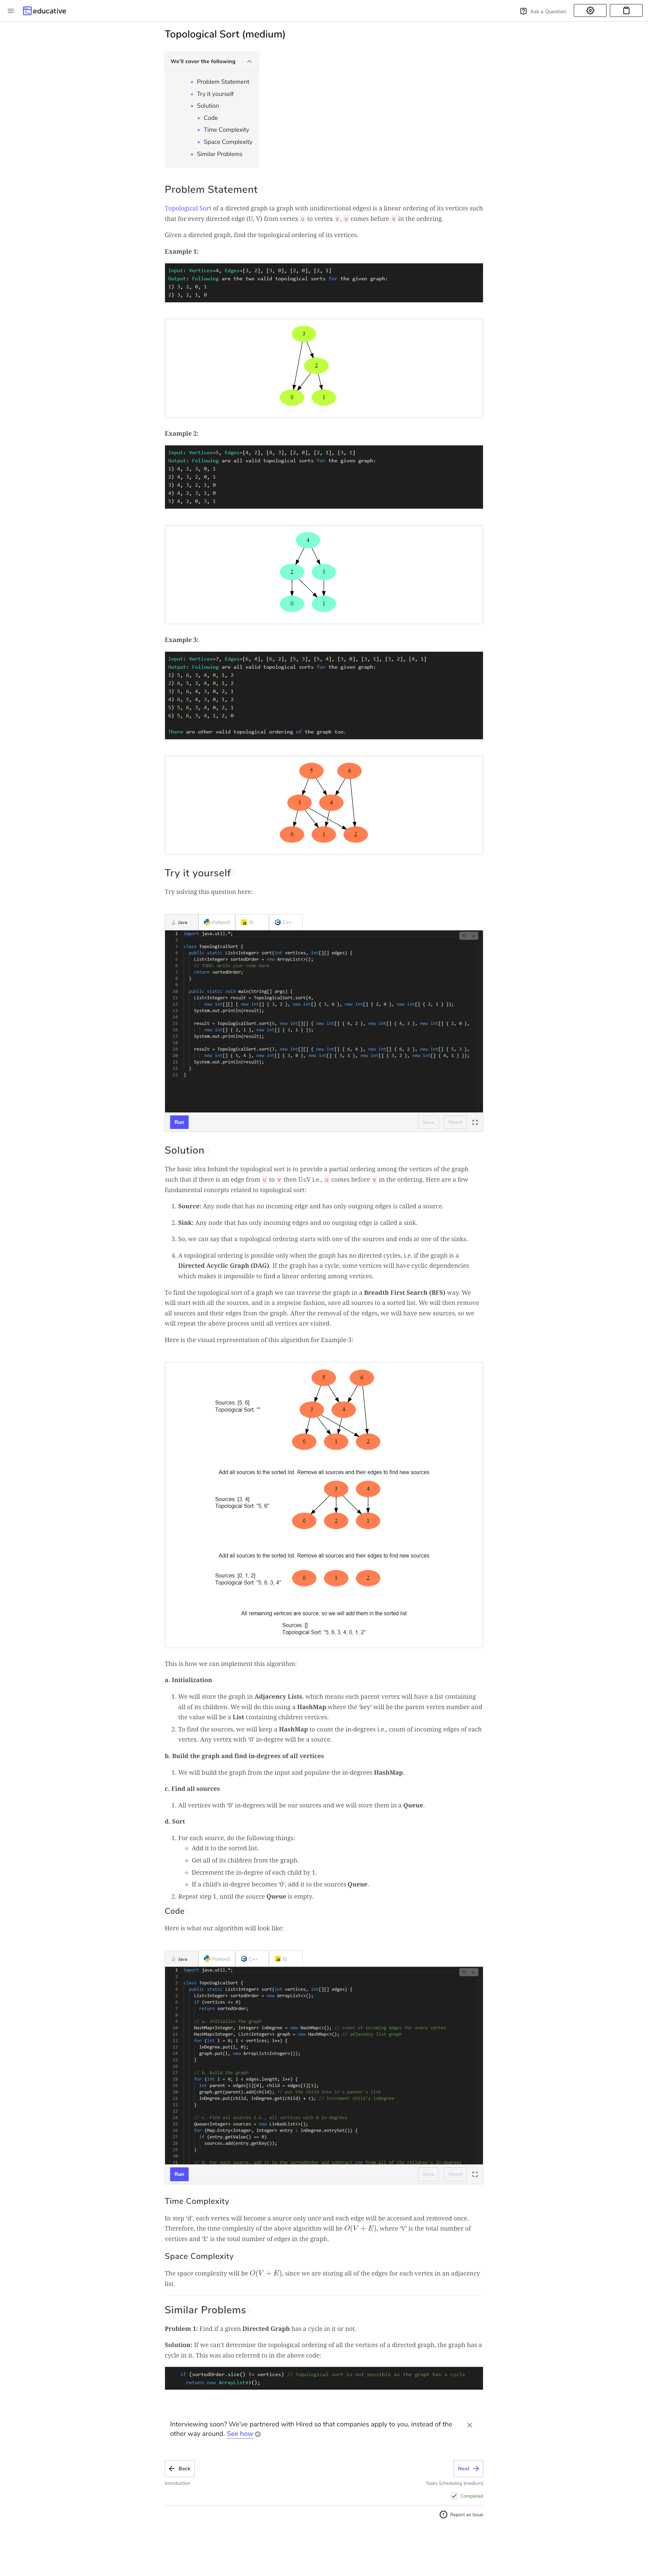 educative
Ask a Question
Topological Sort (medium)
We'll cover the following
Problem Statement
Try it yourself
Solution
Code
Time Complexity
Space Complexity
Similar Problems
Problem Statement
Topological Sort of a directed graph (a graph with unidirectional edges) is a linear ordering of its vertices such
that for every directed edge (U, V) from vertex U to vertex V, U comes before V in the ordering.
Given a directed graph, find the topological ordering of its vertices.
Example 1:
Input: Vertices=4, Edges=[3, 2], [3, 0], [2, 0], [2, 1]
Output: Following are the two valid topological sorts for the given graph:
1) 3, 2, 0, 1
2) 3, 2, 1, 0
3
2
0 1
Example 2:
Input: Vertices=5, Edges=[4, 2], [4, 3], [2, 0], [2, 1], [3, 1]
Output: Following are all valid topological sorts for the given graph:
1) 4, 2, 3, 0, 1
2) 4, 3, 2, 0, 1
3) 4, 3, 2, 1, 0
4) 4, 2, 3, 1, 0
5) 4, 2, 0, 3, 1
4
2 3
0 1
Example 3:
Input: Vertices=7, Edges=[6, 4], [6, 2], [5, 3], [5, 4], [3, 0], [3, 1], [3, 2], [4, 1]
Output: Following are all valid topological sorts for the given graph:
1) 5, 6, 3, 4, 0, 1, 2
2) 6, 5, 3, 4, 0, 1, 2
3) 5, 6, 4, 3, 0, 2, 1
4) 6, 5, 4, 3, 0, 1, 2
5) 5, 6, 3, 4, 0, 2, 1
6) 5, 6, 3, 4, 1, 2, 0
There are other valid topological ordering of the graph too.
5 6
3 4
0 1 2
Try it yourself
Try solving this question here:
Java Python3 JS C++
1 import java.util.*;
2
3 class TopologicalSort {
4 public static List<Integer> sort(int vertices, int[][] edges) {
5 List<Integer> sortedOrder = new ArrayList<>();
6 // TODO: Write your code here
7 return sortedOrder;
8 }
9
10 public static void main(String[] args) {
11 List<Integer> result = TopologicalSort.sort(4,
12 new int[][] { new int[] { 3, 2 }, new int[] { 3, 0 }, new int[] { 2, 0 }, new int[] { 2, 1 } });
13 System.out.println(result);
14
15 result = TopologicalSort.sort(5, new int[][] { new int[] { 4, 2 }, new int[] { 4, 3 }, new int[] { 2, 0 },
16 new int[] { 2, 1 }, new int[] { 3, 1 } });
17 System.out.println(result);
18
19 result = TopologicalSort.sort(7, new int[][] { new int[] { 6, 4 }, new int[] { 6, 2 }, new int[] { 5, 3 },
20 new int[] { 5, 4 }, new int[] { 3, 0 }, new int[] { 3, 1 }, new int[] { 3, 2 }, new int[] { 4, 1 } });
21 System.out.println(result);
22 }
23 }
Run Save Reset
Solution
The basic idea behind the topological sort is to provide a partial ordering among the vertices of the graph
such that if there is an edge from U to V then U≤V i.e., U comes before V in the ordering. Here are a few
fundamental concepts related to topological sort:
1. Source: Any node that has no incoming edge and has only outgoing edges is called a source.
2. Sink: Any node that has only incoming edges and no outgoing edge is called a sink.
3. So, we can say that a topological ordering starts with one of the sources and ends at one of the sinks.
4. A topological ordering is possible only when the graph has no directed cycles, i.e. if the graph is a
Directed Acyclic Graph (DAG). If the graph has a cycle, some vertices will have cyclic dependencies
which makes it impossible to find a linear ordering among vertices.
To find the topological sort of a graph we can traverse the graph in a Breadth First Search (BFS) way. We
will start with all the sources, and in a stepwise fashion, save all sources to a sorted list. We will then remove
all sources and their edges from the graph. After the removal of the edges, we will have new sources, so we
will repeat the above process until all vertices are visited.
Here is the visual representation of this algorithm for Example-3:
5 6
Sources: [5, 6]
Topological Sort: ""
3 4
0 1 2
Add all sources to the sorted list. Remove all sources and their edges to find new sources.
3 4
Sources: [3, 4]
Topological Sort: "5, 6"
0 2 1
Add all sources to the sorted list. Remove all sources and their edges to find new sources.
Sources: [0, 1, 2]
Topological Sort: "5, 6, 3, 4"
0 1 2
All remaining vertices are source, so we will add them in the sorted list
Sources: []
Topological Sort: "5, 6, 3, 4, 0, 1, 2"
This is how we can implement this algorithm:
a. Initialization
1. We will store the graph in Adjacency Lists, which means each parent vertex will have a list containing
all of its children. We will do this using a HashMap where the 'key' will be the parent vertex number and
the value will be a List containing children vertices.
2. To find the sources, we will keep a HashMap to count the in-degrees i.e., count of incoming edges of each
vertex. Any vertex with '0' in-degree will be a source.
b. Build the graph and find in-degrees of all vertices
1. We will build the graph from the input and populate the in-degrees HashMap.
c. Find all sources
1. All vertices with '0' in-degrees will be our sources and we will store them in a Queue.
d. Sort
1. For each source, do the following things:
Add it to the sorted list.
Get all of its children from the graph.
Decrement the in-degree of each child by 1.
If a child's in-degree becomes '0', add it to the sources Queue.
2. Repeat step 1, until the source Queue is empty.
Code
Here is what our algorithm will look like:
Java Python3 C++ JS
1 import java.util.*;
2
3 class TopologicalSort {
4 public static List<Integer> sort(int vertices, int[][] edges) {
5 List<Integer> sortedOrder = new ArrayList<>();
6 if (vertices <= 0)
7 return sortedOrder;
8
9 // a. Initialize the graph
10 HashMap<Integer, Integer> inDegree = new HashMap<>(); // count of incoming edges for every vertex
11 HashMap<Integer, List<Integer>> graph = new HashMap<>(); // adjacency list graph
12 for (int i = 0; i < vertices; i++) {
13 inDegree.put(i, 0);
14 graph.put(i, new ArrayList<Integer>());
15 }
16
17 // b. Build the graph
18 for (int i = 0; i < edges.length; i++) {
19 int parent = edges[i][0], child = edges[i][1];
20 graph.get(parent).add(child); // put the child into it's parent's list
21 inDegree.put(child, inDegree.get(child) + 1); // increment child's inDegree
22 }
23
24 // c. Find all sources i.e., all vertices with 0 in-degrees
25 Queue<Integer> sources = new LinkedList<>();
26 for (Map.Entry<Integer, Integer> entry : inDegree.entrySet()) {
27 if (entry.getValue() == 0)
28 sources.add(entry.getKey());
29 }
30
31 // d. For each source, add it to the sortedOrder and subtract one from all of its children's in-degrees
Run Save Reset
Time Complexity
In step 'd', each vertex will become a source only once and each edge will be accessed and removed once.
Therefore, the time complexity of the above algorithm will be O(V + E), where 'V' is the total number of
vertices and 'E' is the total number of edges in the graph.
Space Complexity
The space complexity will be O(V + E), since we are storing all of the edges for each vertex in an adjacency
list.
Similar Problems
Problem 1: Find if a given Directed Graph has a cycle in it or not.
Solution: If we can't determine the topological ordering of all the vertices of a directed graph, the graph has a
cycle in it. This was also referred to in the above code:
if (sortedOrder.size() != vertices) // topological sort is not possible as the graph has a cycle
return new ArrayList<>();
Interviewing soon? We've partnered with Hired so that companies apply to you, instead of the
other way around. See how
Back Next
Introduction Tasks Scheduling (medium)
Completed
Report an Issue